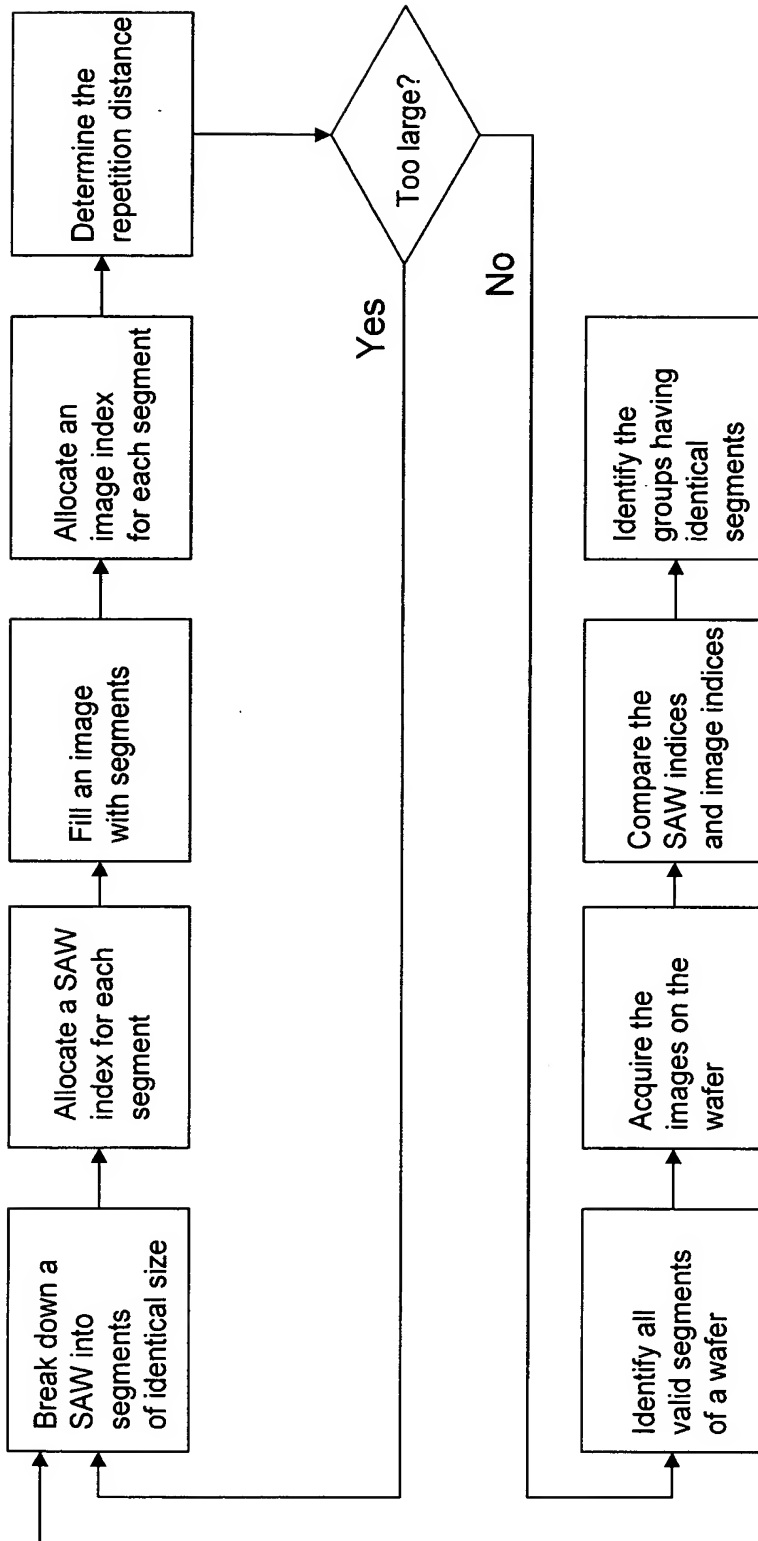 Break down a
SAW into
segments
of identical size
Allocate a SAW
index for each
segment
Fill an image
with segments
Allocate an
image index
for each segment
Determine the
repetition distance
Too large?
Yes
No
Identify all
valid segments
of a wafer
Acquire the
images on the
wafer
Compare the
SAW indices
and image indices
Identify the
groups having
identical
segments